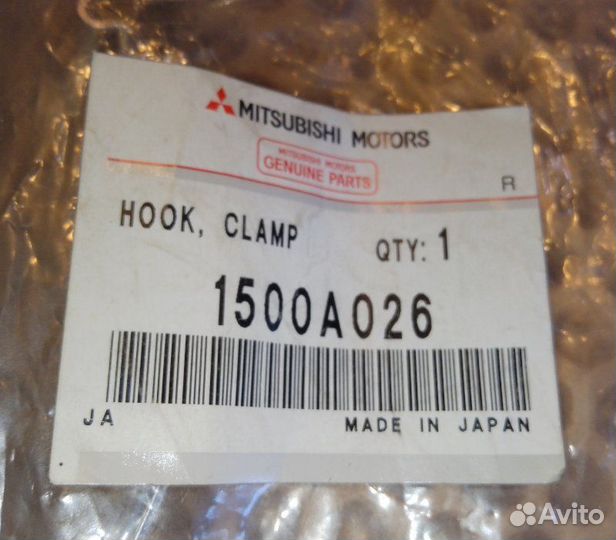 MITSUBISHI MOTORS
MITSUBISHI MOTORS
GENUINE PARTS
R
HOOK, CLAMP QTY: 1
1500A026
JA MADE IN JAPAN
Avito